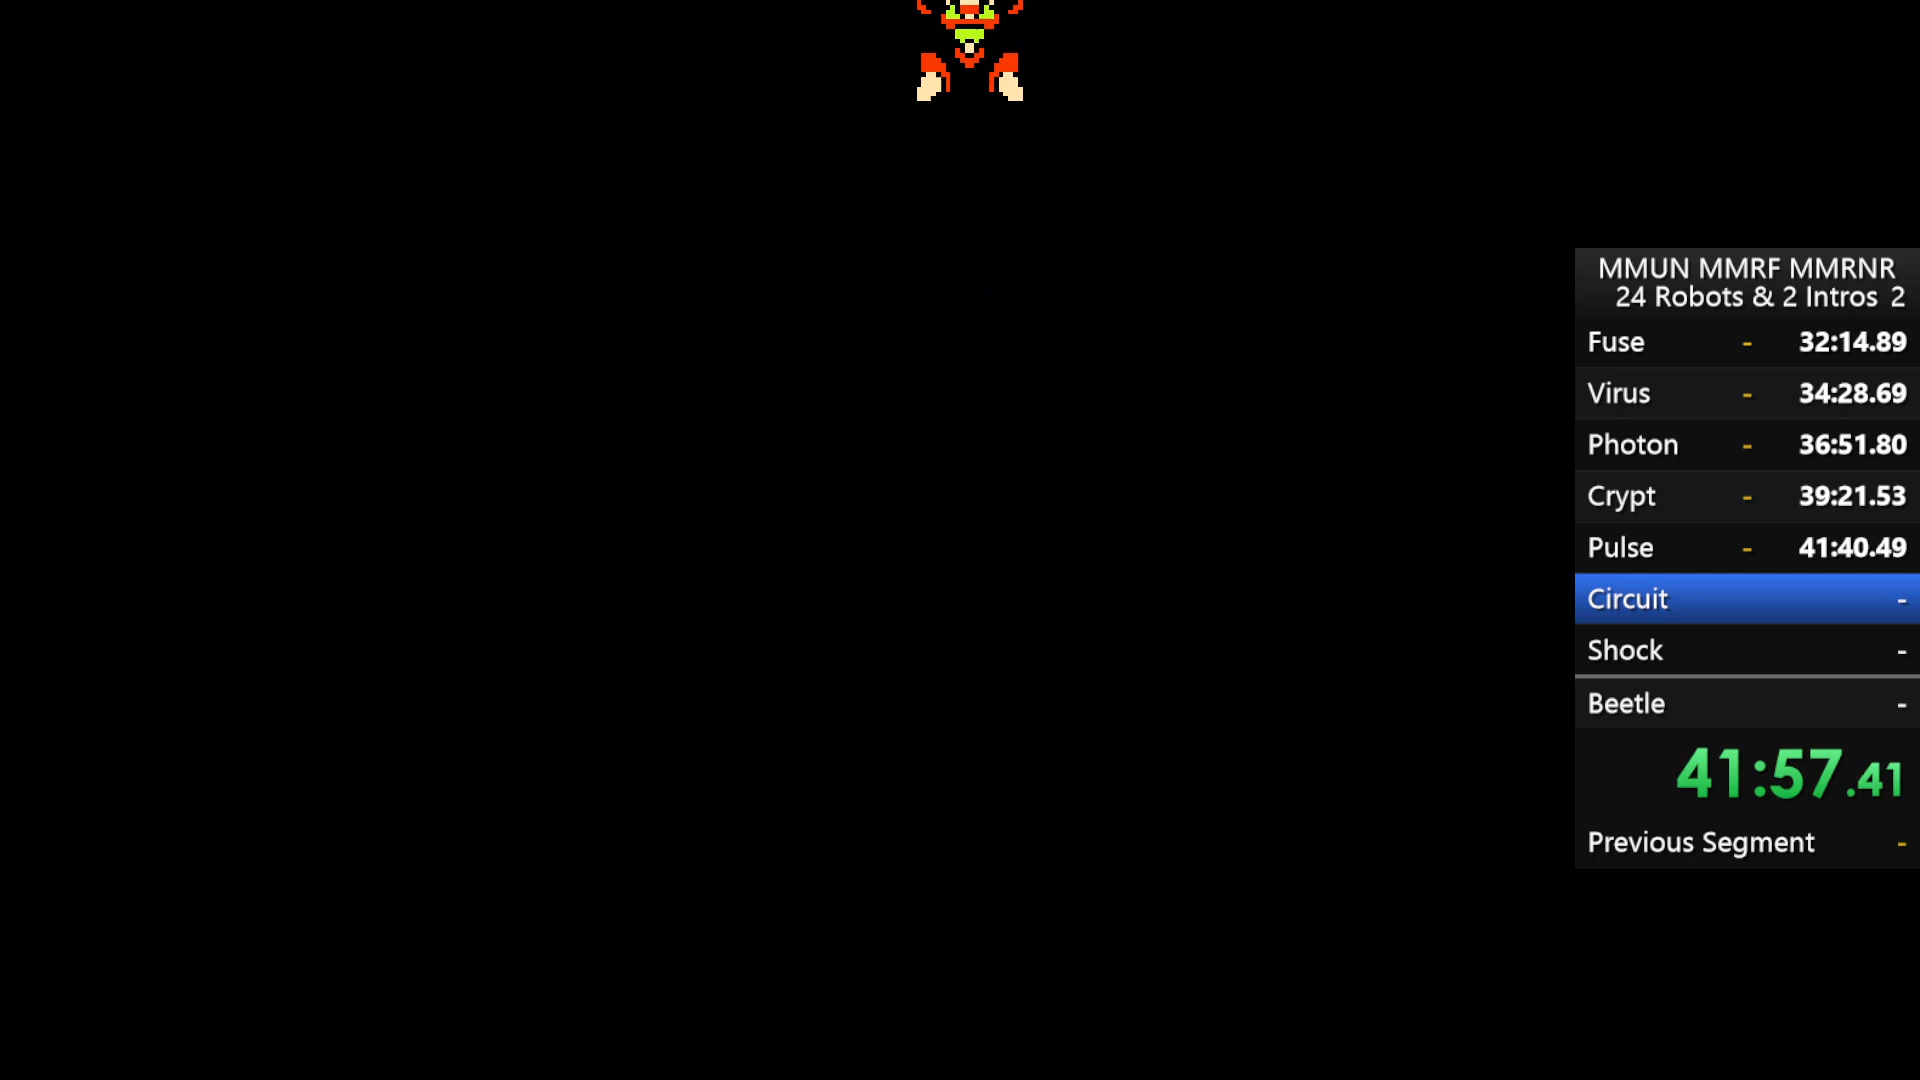 MMUN MMRF MMRNR
24 Robots & 2 Intros 2
Fuse - 32:14.89
Virus - 34:28.69
Photon - 36:51.80
Crypt - 39:21.53
Pulse - 41:40.49
Circuit -
Shock -
Beetle -
41:57.41
Previous Segment -